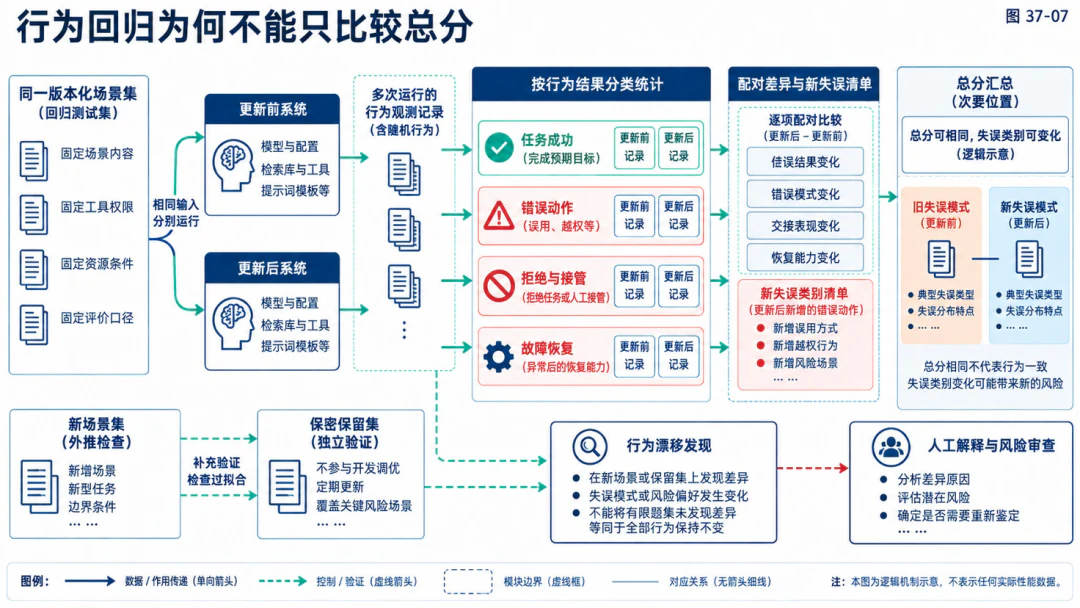 行为回归为何不能只比较总分
图 37-07
同一版本化场景集
(回归测试集)
固定场景内容
固定工具权限
固定资源条件
固定评价口径
相同输入
分别运行
更新前系统
模型与配置
检索库与工具
提示词模板等
更新后系统
模型与配置
检索库与工具
提示词模板等
多次运行的
行为观测记录
(含随机行为)
按行为结果分类统计
任务成功
(完成预期目标)
更新前
记录
更新后
记录
错误动作
(误用、越权等)
更新前
记录
更新后
记录
拒绝与接管
(拒绝任务或人工接管)
更新前
记录
更新后
记录
故障恢复
(异常后的恢复能力)
更新前
记录
更新后
记录
配对差异与新失误清单
逐项配对比较
(更新后 – 更新前)
误结果变化
错误模式变化
交接表现变化
恢复能力变化
新失误类别清单
(更新后新增的错误动作)
新增误用方式
新增越权行为
新增风险场景
... ...
总分汇总
(次要位置)
总分可相同，失误类别可变化
(逻辑示意)
旧失误模式
(更新前)
典型失误类型
失误分布特点
... ...
新失误模式
(更新后)
典型失误类型
失误分布特点
... ...
总分相同不代表行为一致
失误类别变化可能带来新的风险
新场景集
(外推检查)
新增场景
新型任务
边界条件
... ...
补充验证
检查过拟合
保密保留集
(独立验证)
不参与开发调优
定期更新
覆盖关键风险场景
... ...
行为漂移发现
在新场景或保留集上发现差异
失误模式或风险偏好发生变化
不能将有限题集未发现差异
等同于全部行为保持不变
人工解释与风险审查
分析差异原因
评估潜在风险
确定是否需要重新鉴定
... ...
图例：
数据 / 作用传递（单向箭头）
控制 / 验证（虚线箭头）
模块边界（虚线框）
对应关系（无箭头细线）
注：本图为逻辑机制示意，不表示任何实际性能数据。